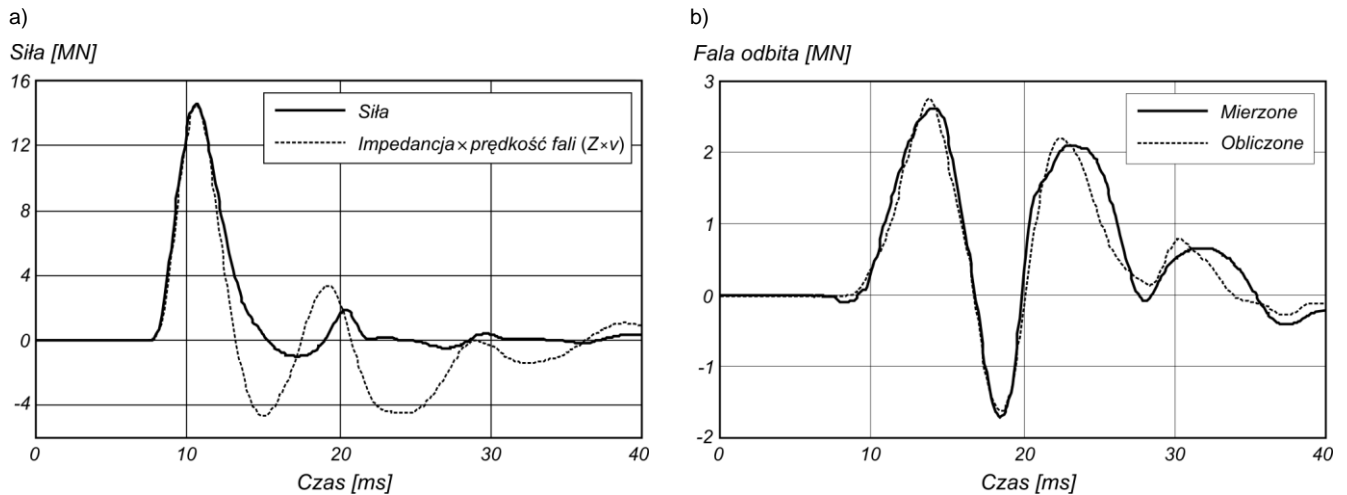 a)
Siła [MN]
16
12
8
4
0
-4
0
10
20
30
40
Czas [ms]
Siła
Impedancja×prędkość fali (Z×v)
b)
Fala odbita [MN]
3
2
1
0
-1
-2
0
10
20
30
40
Czas [ms]
Mierzone
Obliczone